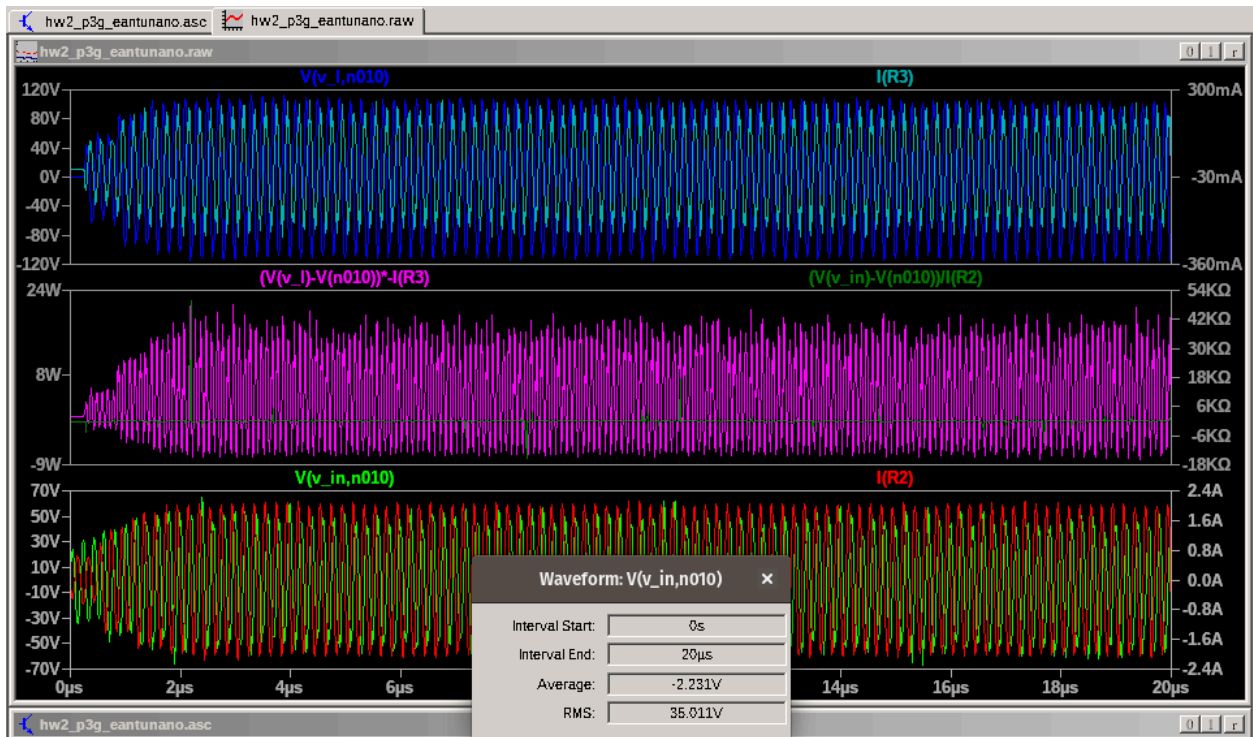 hw2_p3g_eantunano.asc hw2_p3g_eantunano.raw
hw2_p3g_eantunano.raw 0 1 r
V(v_l,n010) I(R3)
120V 300mA
80V
40V
0V -30mA
-40V
-80V
-120V -360mA
(V(v_l)-V(n010))*-I(R3) (V(v_in)-V(n010))/I(R2)
24W 54KΩ
42KΩ
30KΩ
8W 18KΩ
6KΩ
-6KΩ
-9W -18KΩ
V(v_in,n010) I(R2)
70V 2.4A
50V 1.6A
30V
10V 0.8A
-10V 0.0A
-30V -0.8A
-50V -1.6A
-70V -2.4A
0µs 2µs 4µs 6µs 14µs 16µs 18µs 20µs
Waveform: V(v_in,n010) ×
Interval Start: 0s
Interval End: 20µs
Average: -2.231V
RMS: 35.011V
hw2_p3g_eantunano.asc 0 1 r